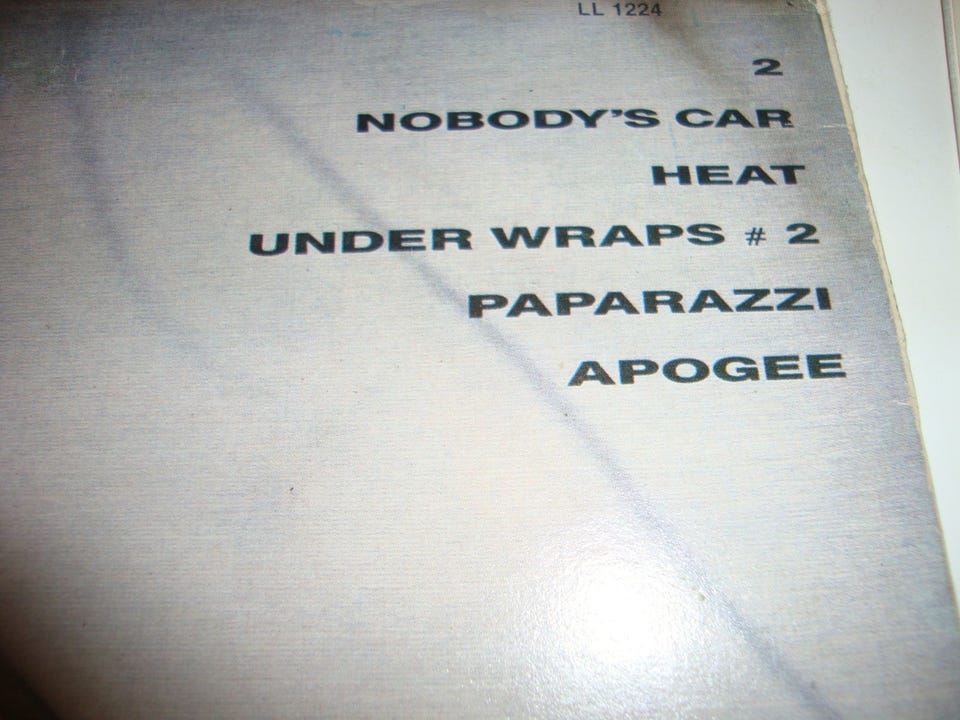 LL 1224
2
NOBODY'S CAR
HEAT
UNDER WRAPS # 2
PAPARAZZI
APOGEE